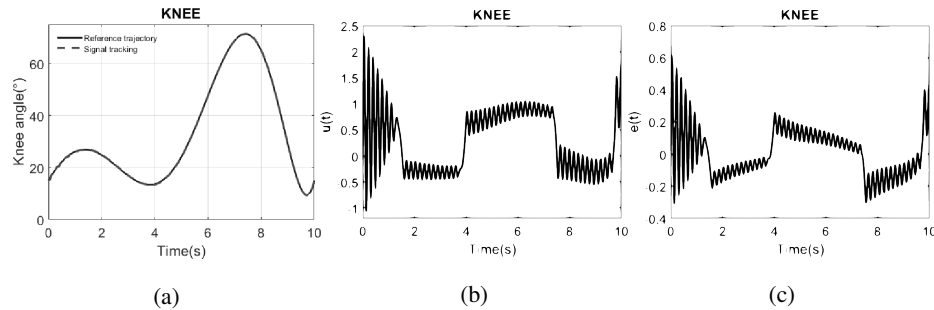 KNEE
Reference trajectory
Signal tracking
60
40
20
0
Knee angle(°)
0 2 4 6 8 10
Time(s)
(a)
KNEE
2.5
2
1.5
1
0.5
0
0.5
1
u(t)
0 2 4 6 8 10
Time(s)
(b)
KNEE
0.8
0.6
0.4
0.2
0
-0.2
-0.4
e(t)
0 2 4 6 8 10
Time(s)
(c)